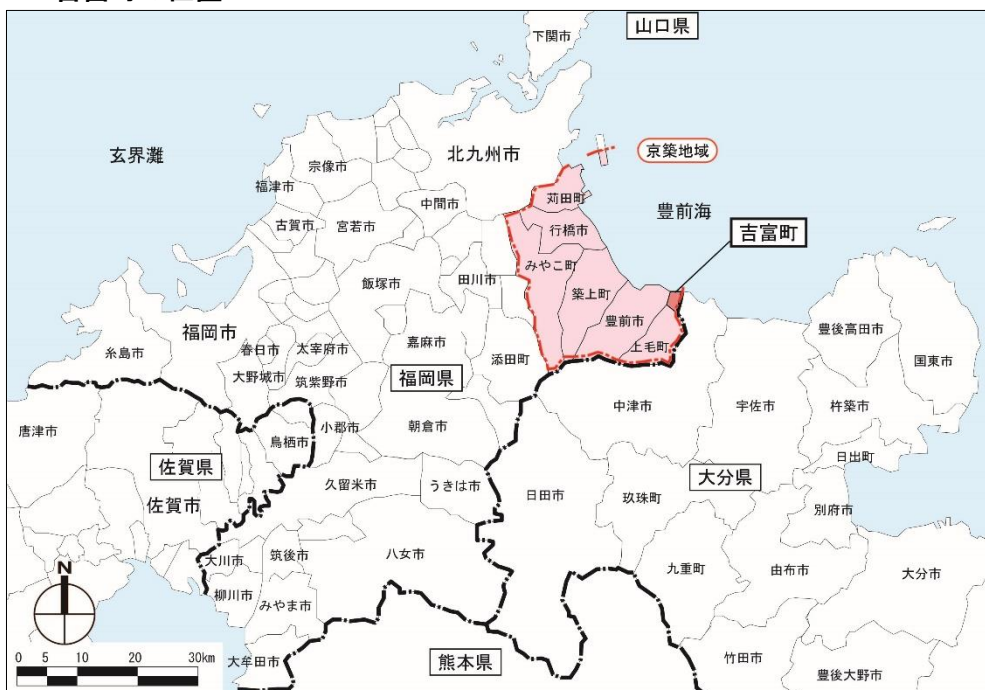 下関市
山口県
玄界灘
北九州市
京築地域
宗像市
福津市
中間市
苅田町
豊前海
古賀市
宮若市
行橋市
吉富町
みやこ町
飯塚市
田川市
築上町
福岡市
豊前市
豊後高田市
糸島市
春日市
太宰府市
嘉麻市
添田町
上毛町
国東市
大野城市
筑紫野市
福岡県
中津市
宇佐市
杵築市
唐津市
鳥栖市
小郡市
朝倉市
日出町
佐賀県
大分県
佐賀市
久留米市
うきは市
日田市
玖珠町
別府市
大川市
筑後市
八女市
九重町
由布市
大分市
N
柳川市
みやま市
0 5 10 20 30km
大牟田市
熊本県
竹田市
豊後大野市